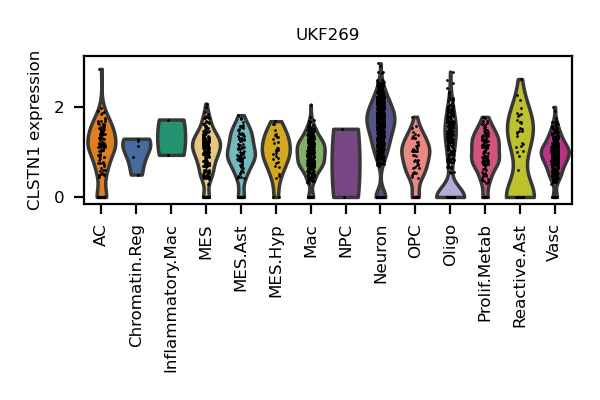 UKF269
CLSTN1 expression
2
0
AC
Chromatin.Reg
Inflammatory.Mac
MES
MES.Ast
MES.Hyp
Mac
NPC
Neuron
OPC
Oligo
Prolif.Metab
Reactive.Ast
Vasc